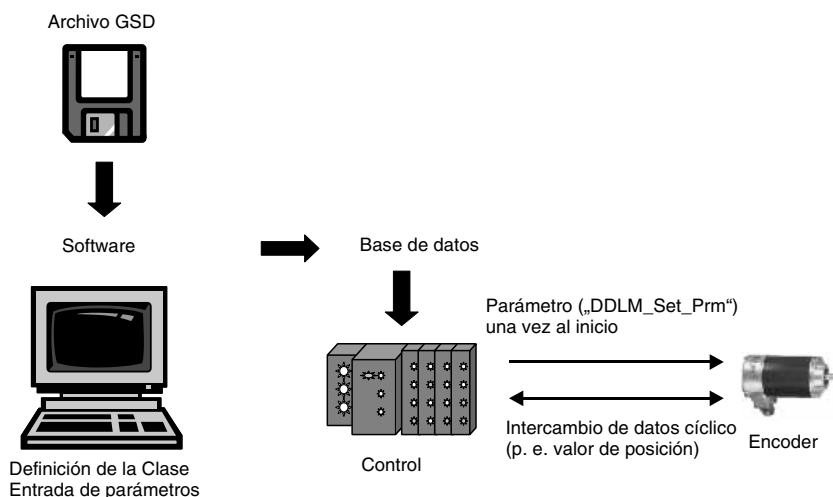 Archivo GSD
Software
Base de datos
Parámetro („DDLM_Set_Prm“)
una vez al inicio
Intercambio de datos cíclico
(p. e. valor de posición)
Encoder
Control
Definición de la Clase
Entrada de parámetros